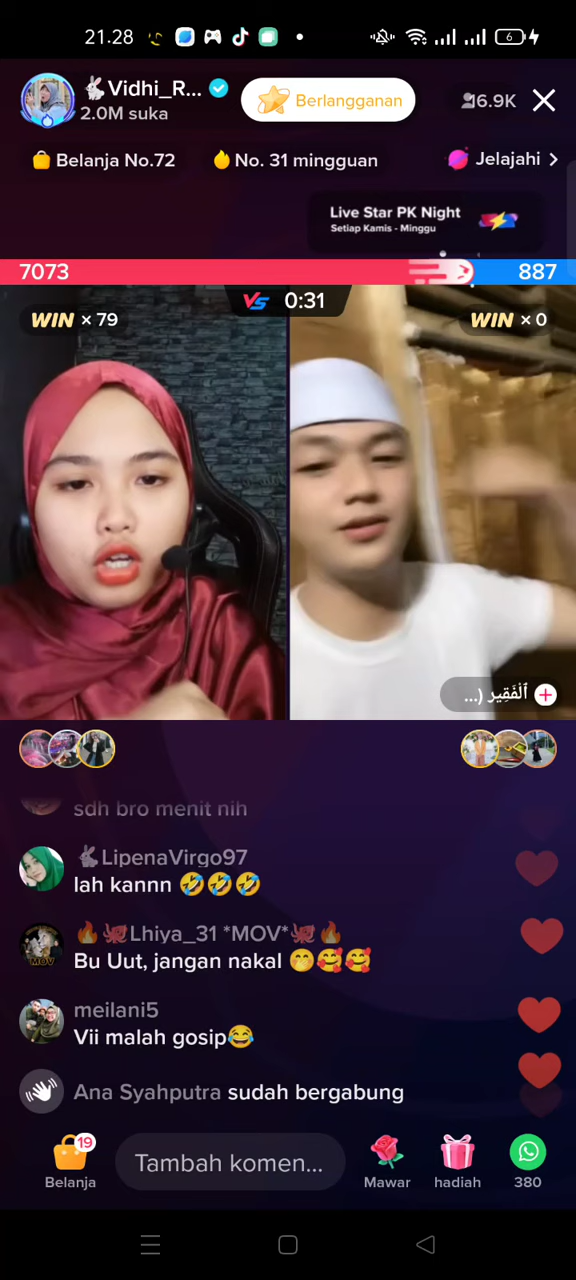 21.28
6
🐇Vidhi_R...
2.0M suka
Berlangganan
6.9K
Belanja No.72
No. 31 mingguan
Jelajahi >
Live Star PK Night
Setiap Kamis - Minggu
7073
887
VS 0:31
WIN × 79
WIN × 0
ٱلْفَقِير (...
sdh bro menit nih
🐇LipenaVirgo97
lah kannn 🤣🤣🤣
🔥🐙Lhiya_31 *MOV*🐙🔥
Bu Uut, jangan nakal 🤭🥰🥰
MOV
meilani5
Vii malah gosip😂
Ana Syahputra sudah bergabung
19
Tambah komen...
Belanja
Mawar
hadiah
380